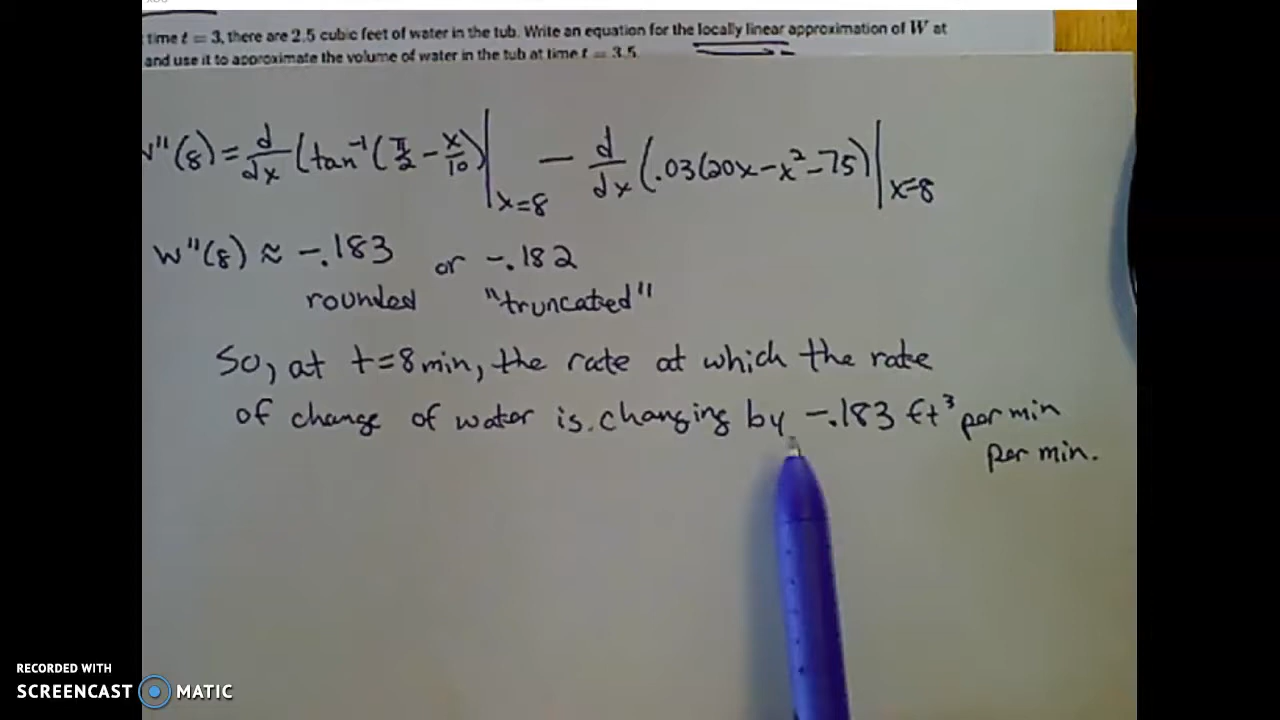 time t = 3, there are 2.5 cubic feet of water in the tub. Write an equation for the locally linear approximation of W at
and use it to approximate the volume of water in the tub at time t = 3.5.
W''(8) = d/dx (tan⁻¹(π/2 − x/10)|x=8 − d/dx (.03(20x − x² − 75)|x=8
W''(8) ≈ −.183 or −.182
rounded "truncated"
So, at t=8min, the rate at which the rate
of change of water is changing by −.183 ft³ per min
per min.
RECORDED WITH
SCREENCAST MATIC